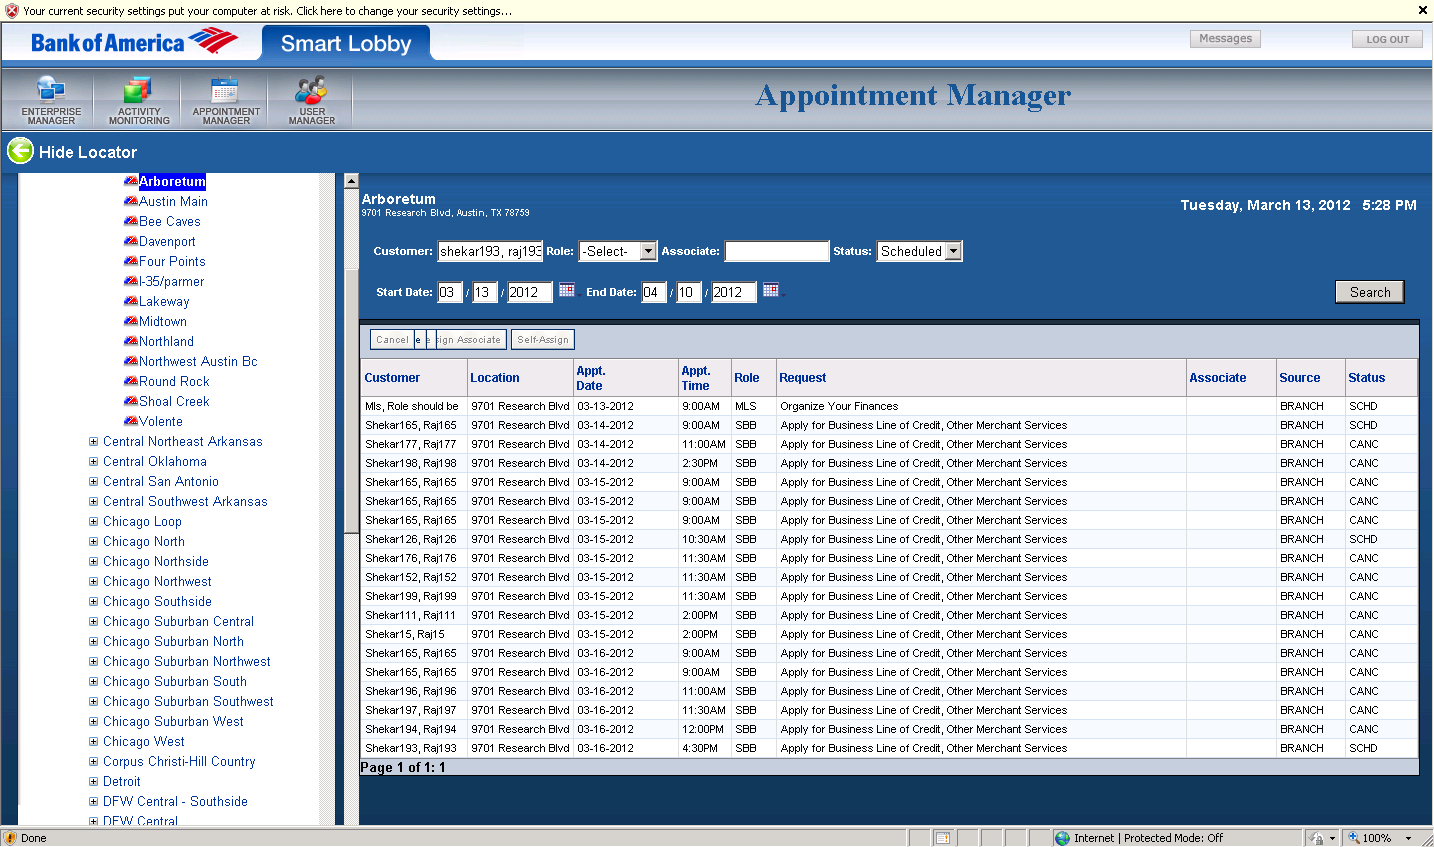 Your current security settings put your computer at risk. Click here to change your security settings...
Bank of America Smart Lobby Messages LOG OUT
ENTERPRISE MANAGER ACTIVITY MONITORING APPOINTMENT MANAGER USER MANAGER
Appointment Manager
Hide Locator
Arboretum
Austin Main
Bee Caves
Davenport
Four Points
I-35/parmer
Lakeway
Midtown
Northland
Northwest Austin Bc
Round Rock
Shoal Creek
Volente
Central Northeast Arkansas
Central Oklahoma
Central San Antonio
Central Southwest Arkansas
Chicago Loop
Chicago North
Chicago Northside
Chicago Northwest
Chicago Southside
Chicago Suburban Central
Chicago Suburban North
Chicago Suburban Northwest
Chicago Suburban South
Chicago Suburban Southwest
Chicago Suburban West
Chicago West
Corpus Christi-Hill Country
Detroit
DFW Central - Southside
DFW Central
Arboretum
9701 Research Blvd, Austin, TX 78759
Tuesday, March 13, 2012 5:28 PM
Customer: shekar193, raj193 Role: -Select- Associate: Status: Scheduled
Start Date: 03 / 13 / 2012 End Date: 04 / 10 / 2012 Search
Cancel e e sign Associate Self-Assign
Customer Location Appt. Date Appt. Time Role Request Associate Source Status
Mls, Role should be 9701 Research Blvd 03-13-2012 9:00AM MLS Organize Your Finances BRANCH SCHD
Shekar165, Raj165 9701 Research Blvd 03-14-2012 9:00AM SBB Apply for Business Line of Credit, Other Merchant Services BRANCH SCHD
Shekar177, Raj177 9701 Research Blvd 03-14-2012 11:00AM SBB Apply for Business Line of Credit, Other Merchant Services BRANCH CANC
Shekar198, Raj198 9701 Research Blvd 03-14-2012 2:30PM SBB Apply for Business Line of Credit, Other Merchant Services BRANCH CANC
Shekar165, Raj165 9701 Research Blvd 03-15-2012 9:00AM SBB Apply for Business Line of Credit, Other Merchant Services BRANCH CANC
Shekar165, Raj165 9701 Research Blvd 03-15-2012 9:00AM SBB Apply for Business Line of Credit, Other Merchant Services BRANCH CANC
Shekar165, Raj165 9701 Research Blvd 03-15-2012 9:00AM SBB Apply for Business Line of Credit, Other Merchant Services BRANCH CANC
Shekar126, Raj126 9701 Research Blvd 03-15-2012 10:30AM SBB Apply for Business Line of Credit, Other Merchant Services BRANCH SCHD
Shekar176, Raj176 9701 Research Blvd 03-15-2012 11:30AM SBB Apply for Business Line of Credit, Other Merchant Services BRANCH CANC
Shekar152, Raj152 9701 Research Blvd 03-15-2012 11:30AM SBB Apply for Business Line of Credit, Other Merchant Services BRANCH CANC
Shekar199, Raj199 9701 Research Blvd 03-15-2012 11:30AM SBB Apply for Business Line of Credit, Other Merchant Services BRANCH CANC
Shekar111, Raj111 9701 Research Blvd 03-15-2012 2:00PM SBB Apply for Business Line of Credit, Other Merchant Services BRANCH CANC
Shekar15, Raj15 9701 Research Blvd 03-15-2012 2:00PM SBB Apply for Business Line of Credit, Other Merchant Services BRANCH CANC
Shekar165, Raj165 9701 Research Blvd 03-16-2012 9:00AM SBB Apply for Business Line of Credit, Other Merchant Services BRANCH CANC
Shekar165, Raj165 9701 Research Blvd 03-16-2012 9:00AM SBB Apply for Business Line of Credit, Other Merchant Services BRANCH CANC
Shekar196, Raj196 9701 Research Blvd 03-16-2012 11:00AM SBB Apply for Business Line of Credit, Other Merchant Services BRANCH CANC
Shekar197, Raj197 9701 Research Blvd 03-16-2012 11:30AM SBB Apply for Business Line of Credit, Other Merchant Services BRANCH CANC
Shekar194, Raj194 9701 Research Blvd 03-16-2012 12:00PM SBB Apply for Business Line of Credit, Other Merchant Services BRANCH CANC
Shekar193, Raj193 9701 Research Blvd 03-16-2012 4:30PM SBB Apply for Business Line of Credit, Other Merchant Services BRANCH SCHD
Page 1 of 1: 1
Done Internet | Protected Mode: Off 100%